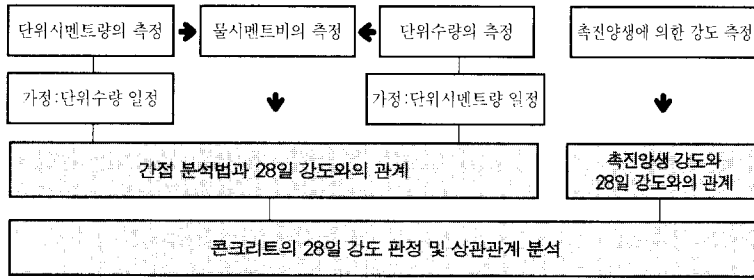 단위시멘트량의 측정
물시멘트비의 측정
단위수량의 측정
촉진양생에 의한 강도 측정
가정:단위수량 일정
가정:단위시멘트량 일정
간접 분석법과 28일 강도와의 관계
촉진양생 강도와
28일 강도와의 관계
콘크리트의 28일 강도 판정 및 상관관계 분석